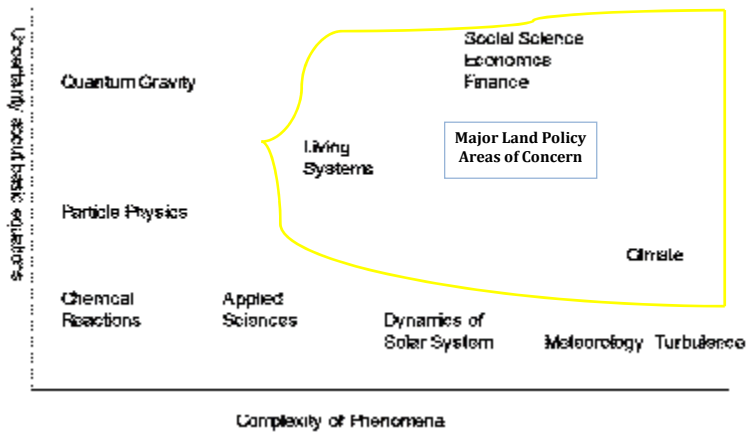 Uncertainty about basic equations
Social Science
Economics
Finance
Quantum Gravity
Major Land Policy
Areas of Concern
Living
Systems
Particle Physics
Climate
Chemical
Reactions
Applied
Sciences
Dynamics of
Solar System
Meteorology Turbulence
Complexity of Phenomena